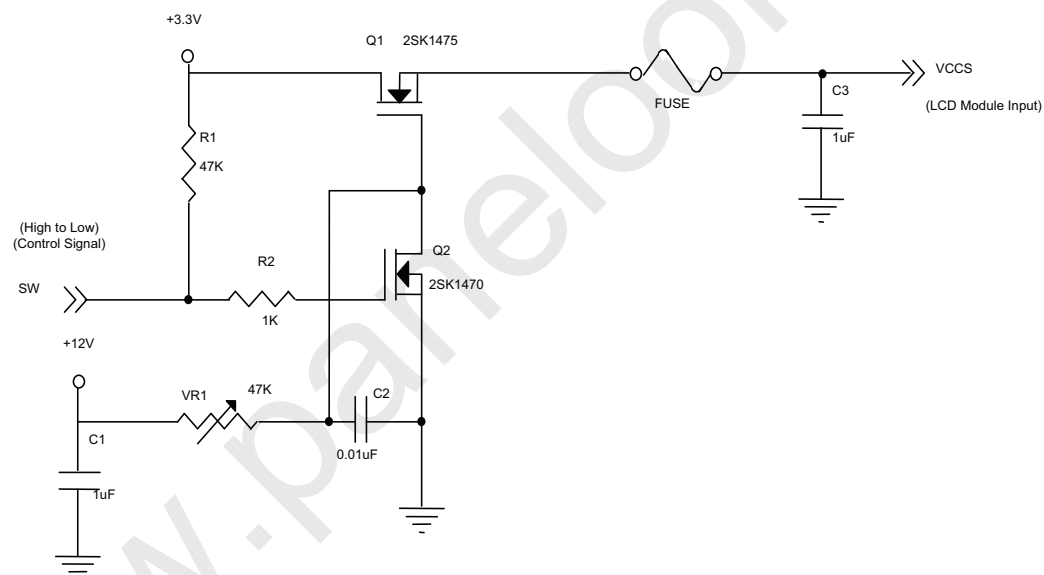 +3.3V
Q1 2SK1475
VCCS
C3
FUSE
(LCD Module Input)
1uF
R1
47K
(High to Low)
(Control Signal)
Q2
R2
SW
2SK1470
1K
+12V
VR1
47K
C2
C1
0.01uF
1uF
w.paneloo